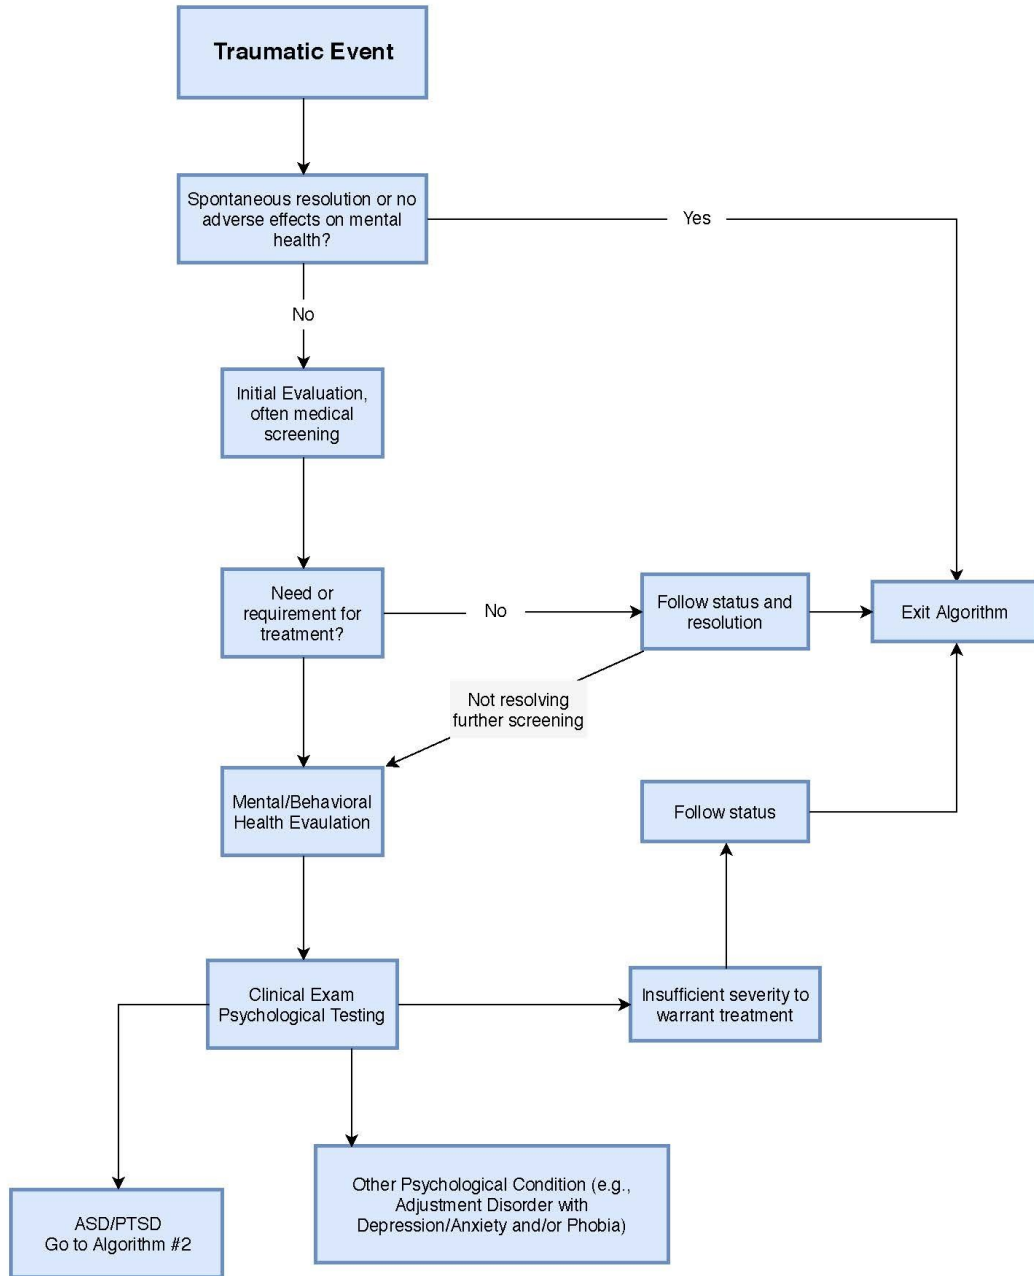 Traumatic Event
Spontaneous resolution or no
adverse effects on mental
health?
Yes
No
Initial Evaluation,
often medical
screening
Need or
requirement for
treatment?
No
Follow status and
resolution
Exit Algorithm
Not resolving
further screening
Mental/Behavioral
Health Evaulation
Follow status
Clinical Exam
Psychological Testing
Insufficient severity to
warrant treatment
Other Psychological Condition (e.g.,
Adjustment Disorder with
Depression/Anxiety and/or Phobia)
ASD/PTSD
Go to Algorithm #2